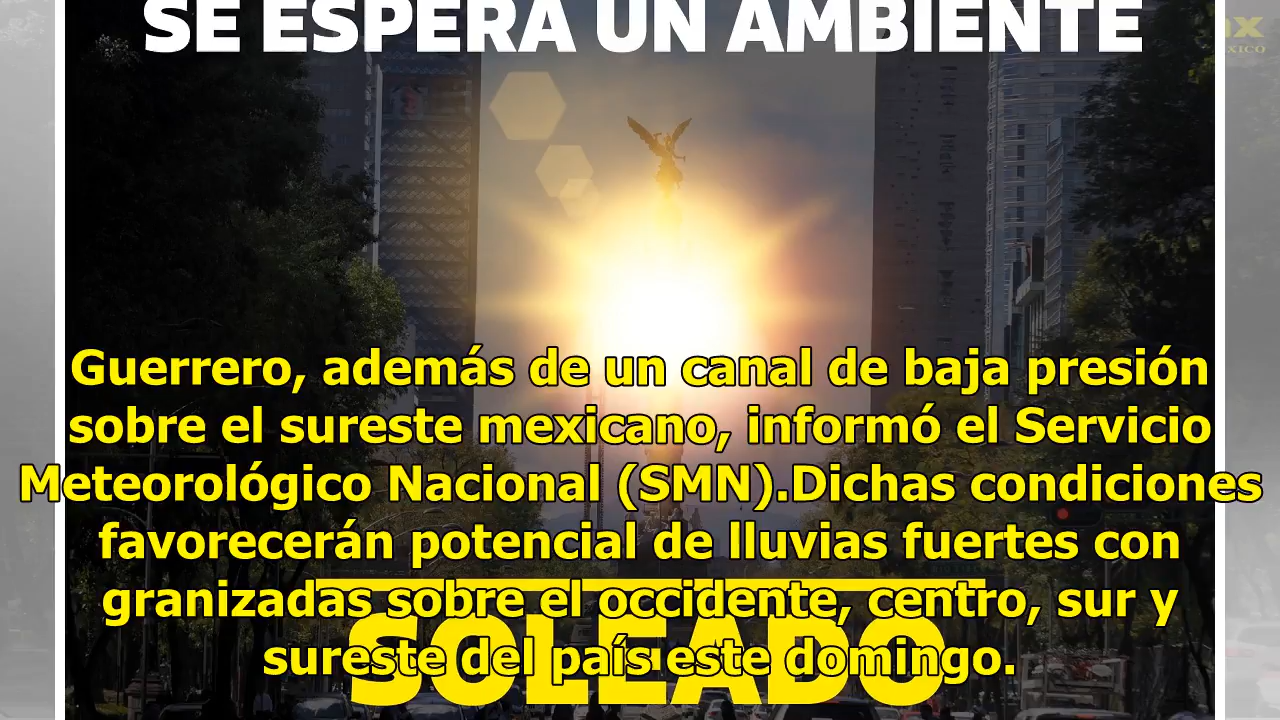 SE ESPERA UN AMBIENTE
Guerrero, además de un canal de baja presión
sobre el sureste mexicano, informó el Servicio
Meteorológico Nacional (SMN).Dichas condiciones
favorecerán potencial de lluvias fuertes con
granizadas sobre el occidente, centro, sur y
SOLEADO
sureste del país este domingo.